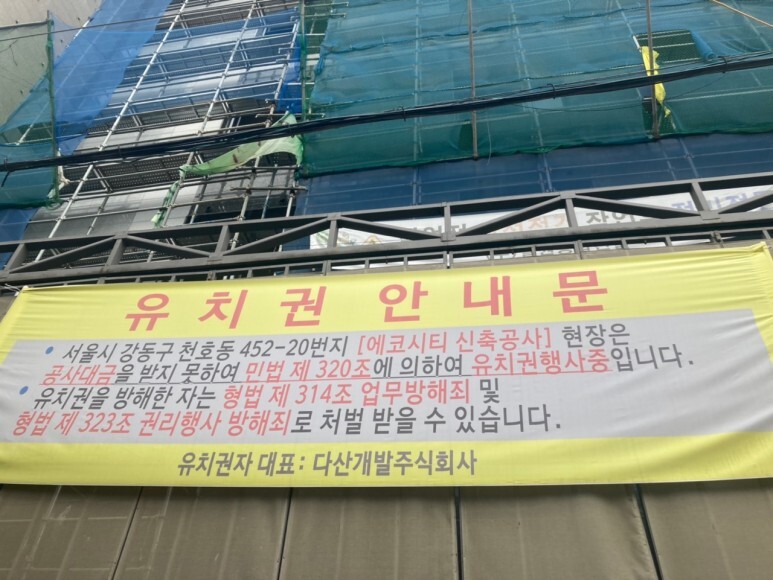 유치권 안내문
• 서울시 강동구 천호동 452-20번지 [에코시티 신축공사] 현장은
공사대금을 받지 못하여 민법 제 320조에 의하여 유치권행사중입니다.
• 유치권을 방해한 자는 형법 제 314조 업무방해죄 및
형법 제 323조 권리행사 방해죄로 처벌 받을 수 있습니다.
유치권자 대표: 다산개발주식회사